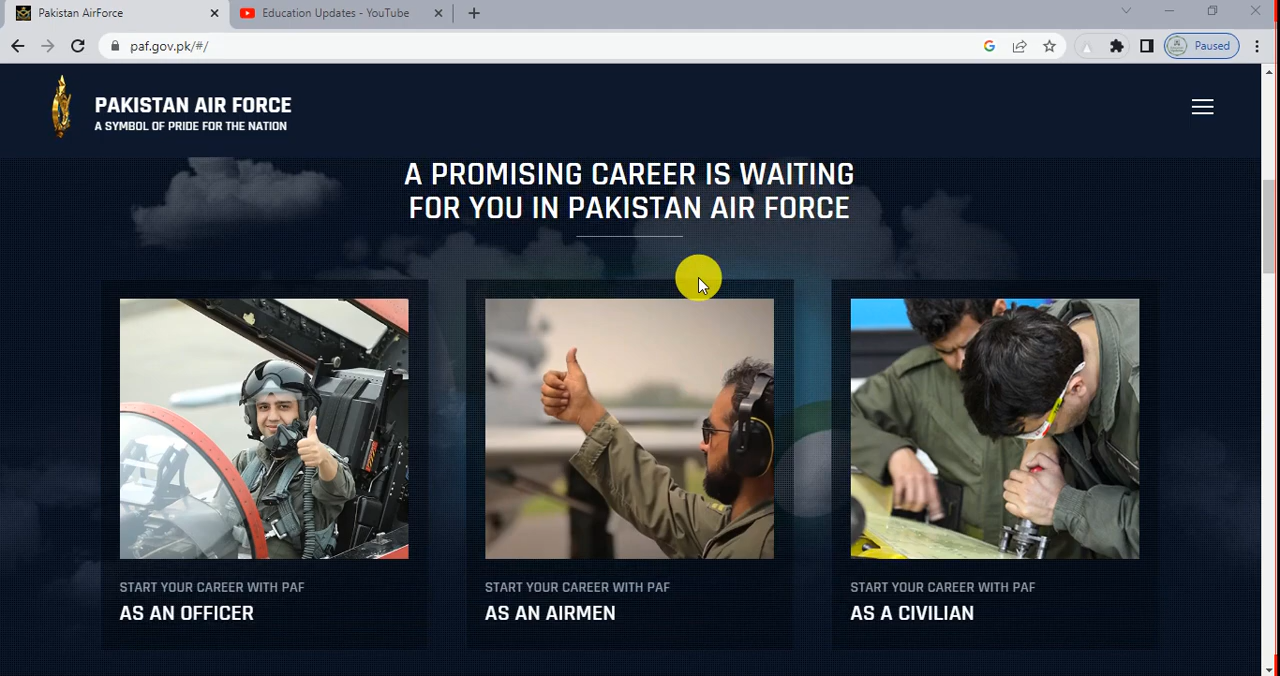 Pakistan AirForce
Education Updates - YouTube
paf.gov.pk/#/
Paused
PAKISTAN AIR FORCE
A SYMBOL OF PRIDE FOR THE NATION
A PROMISING CAREER IS WAITING
FOR YOU IN PAKISTAN AIR FORCE
START YOUR CAREER WITH PAF
AS AN OFFICER
START YOUR CAREER WITH PAF
AS AN AIRMEN
START YOUR CAREER WITH PAF
AS A CIVILIAN